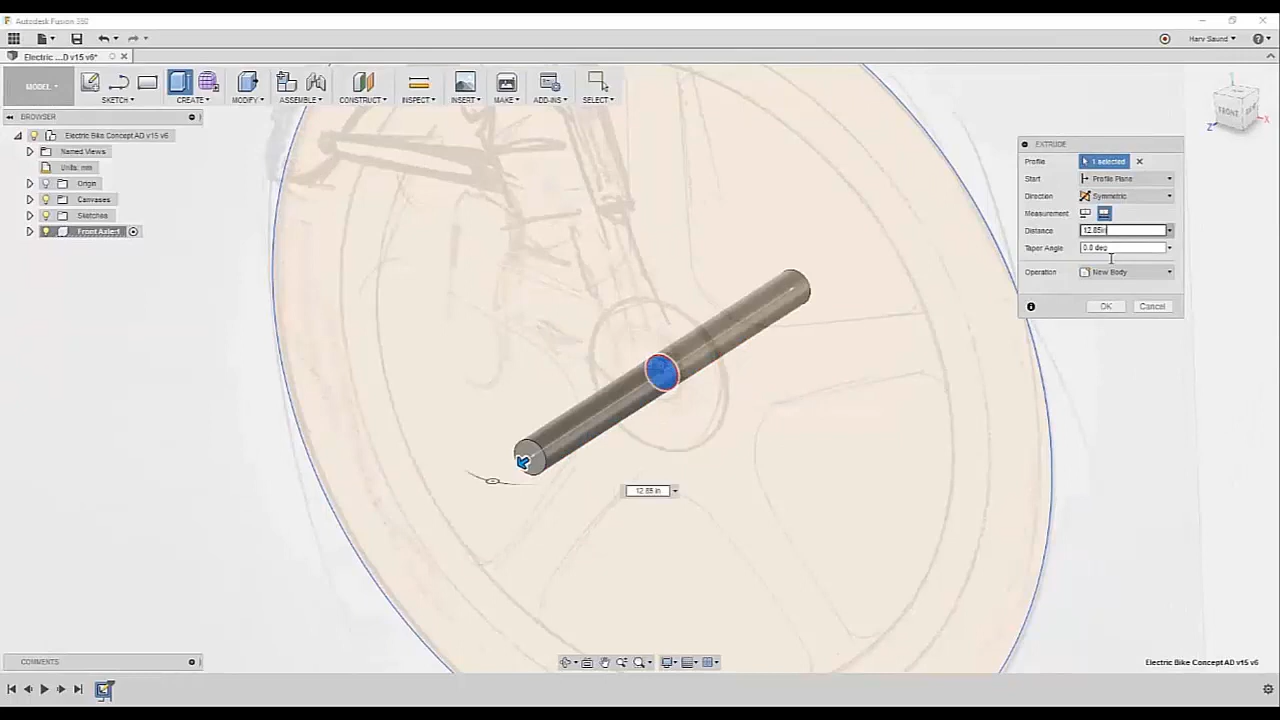 Autodesk Fusion 360
Harv Saund
Electric ...D v15 v6*
MODEL
SKETCH
CREATE
MODIFY
ASSEMBLE
CONSTRUCT
INSPECT
INSERT
MAKE
ADD-INS
SELECT
BROWSER
Electric Bike Concept AD v15 v6
Named Views
Units: mm
Origin
Canvases
Sketches
Front Axle:1
FRONT
Z
X
EXTRUDE
Profile
1 selected
Start
Profile Plane
Direction
Symmetric
Measurement
Distance
12.85in
Taper Angle
0.0 deg
Operation
New Body
OK
Cancel
12.85 in
COMMENTS
Electric Bike Concept AD v15 v6